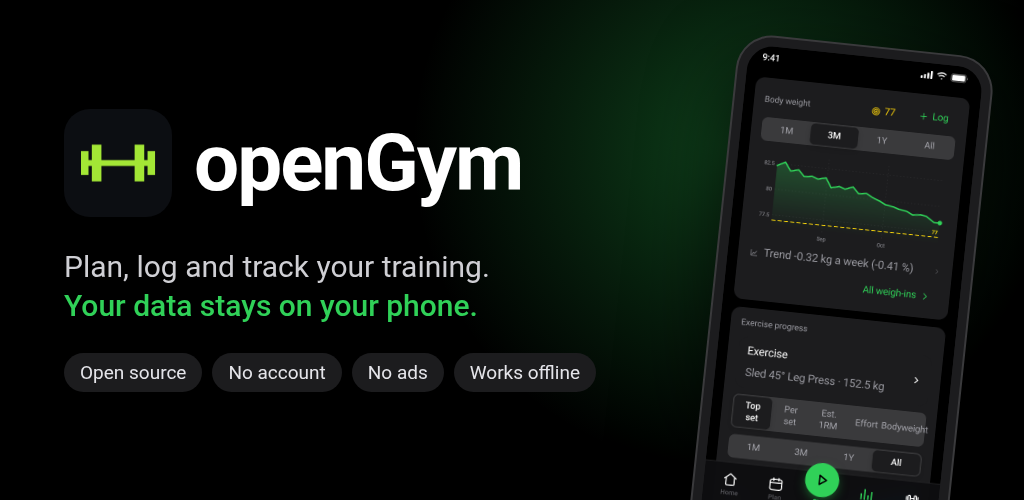 openGym
Plan, log and track your training.
Your data stays on your phone.
Open source
No account
No ads
Works offline
9:41
Body weight
77
+ Log
1M
3M
1Y
All
82.5
80
77.5
77
Sep
Oct
Trend -0.32 kg a week (-0.41 %)
All weigh-ins
Exercise progress
Exercise
Sled 45° Leg Press · 152.5 kg
Top set
Per set
Est. 1RM
Effort
Bodyweight
1M
3M
1Y
All
Home
Plan